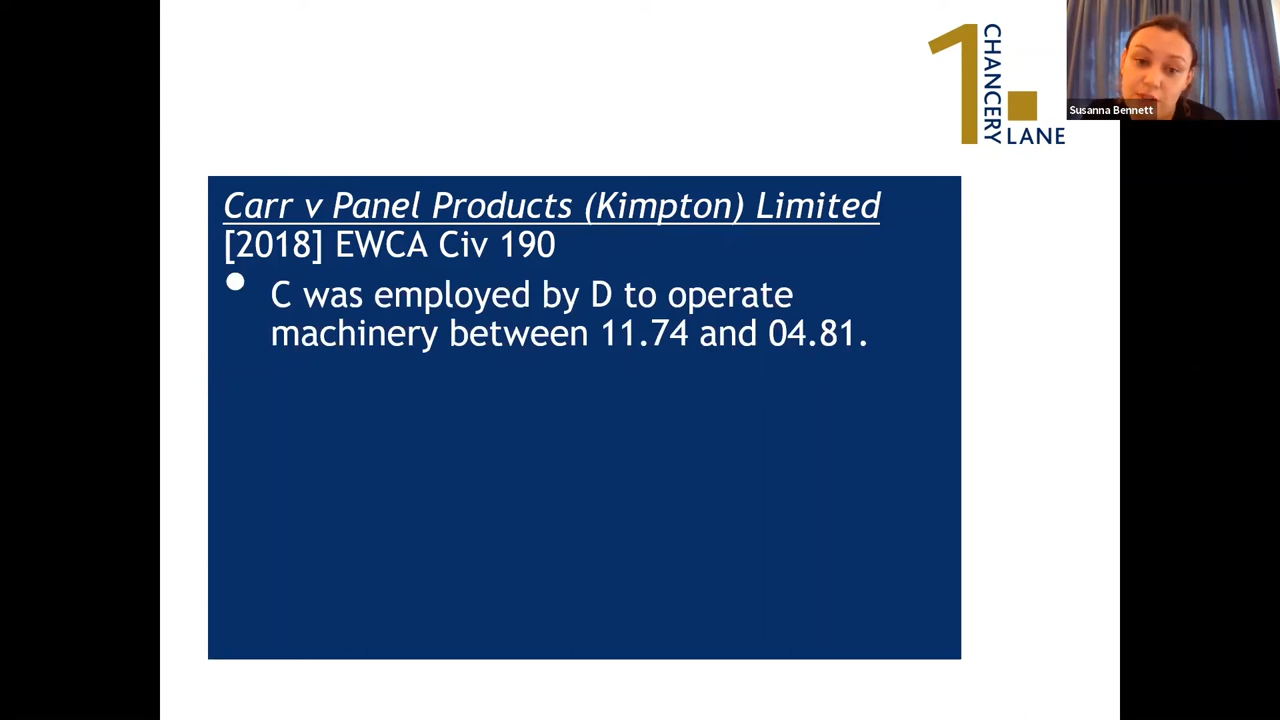 1 CHANCERY LANE
Susanna Bennett
Carr v Panel Products (Kimpton) Limited
[2018] EWCA Civ 190
• C was employed by D to operate
machinery between 11.74 and 04.81.